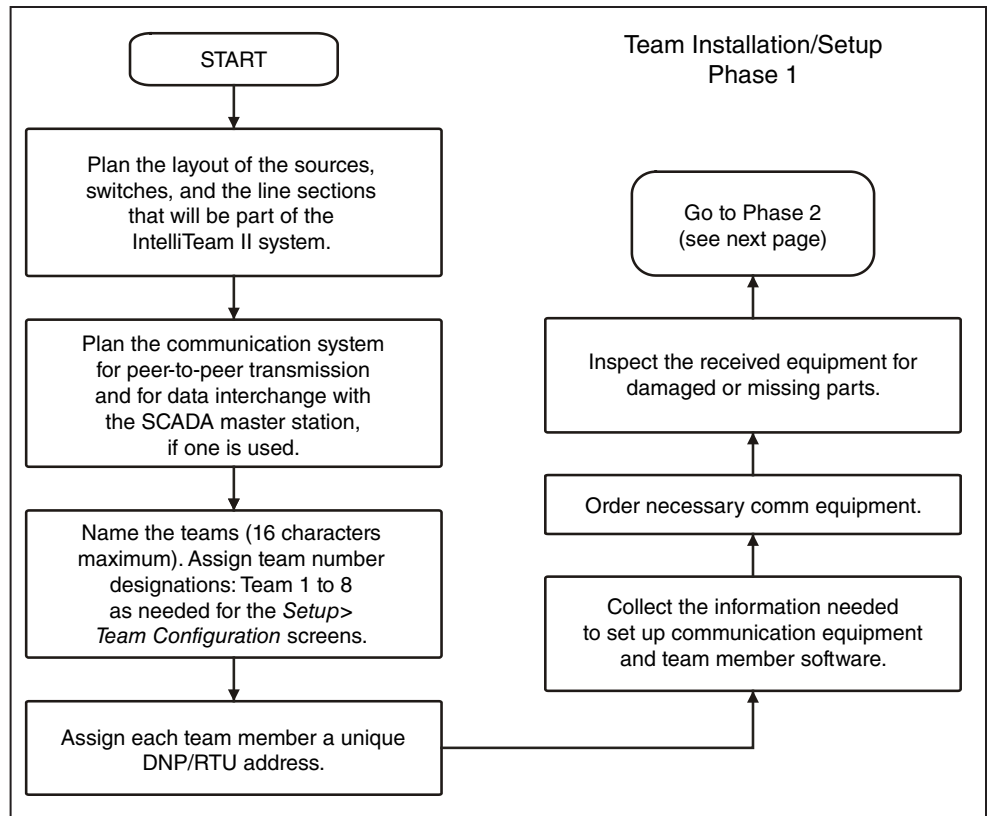 Team Installation/Setup
Phase 1
START
Plan the layout of the sources,
switches, and the line sections
that will be part of the
IntelliTeam II system.
Plan the communication system
for peer-to-peer transmission
and for data interchange with
the SCADA master station,
if one is used.
Name the teams (16 characters
maximum). Assign team number
designations: Team 1 to 8
as needed for the Setup>
Team Configuration screens.
Assign each team member a unique
DNP/RTU address.
Collect the information needed
to set up communication equipment
and team member software.
Order necessary comm equipment.
Inspect the received equipment for
damaged or missing parts.
Go to Phase 2
(see next page)